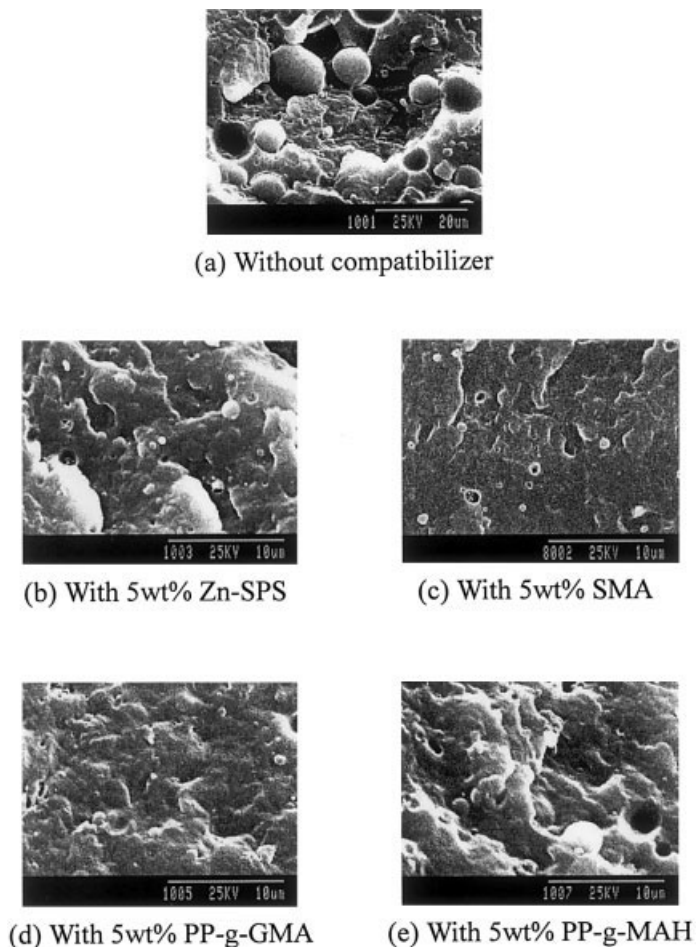 1001 25KV 20um
(a) Without compatibilizer
1003 25KV 10um
8002 25KV 10um
(b) With 5wt% Zn-SPS
(c) With 5wt% SMA
1005 25KV 10um
1007 25KV 10um
(d) With 5wt% PP-g-GMA
(e) With 5wt% PP-g-MAH